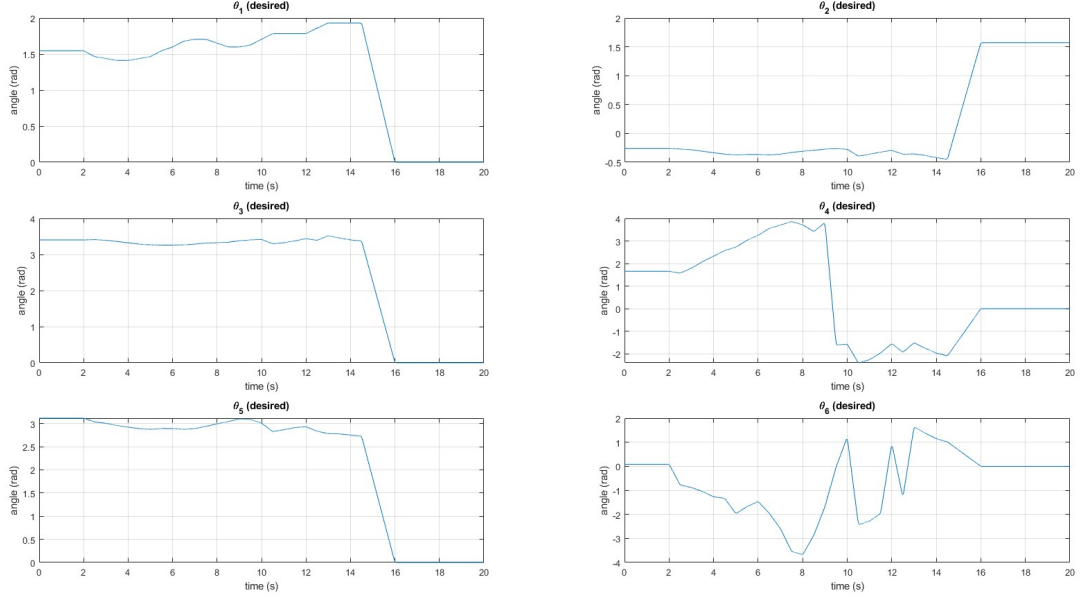 θ1 (desired)
2
1.5
1
0.5
0
angle (rad)
0 2 4 6 8 10 12 14 16 18 20
time (s)
θ2 (desired)
2
1.5
1
0.5
0
-0.5
angle (rad)
0 2 4 6 8 10 12 14 16 18 20
time (s)
θ3 (desired)
4
3
2
1
0
angle (rad)
0 2 4 6 8 10 12 14 16 18 20
time (s)
θ4 (desired)
4
3
2
1
0
-1
-2
angle (rad)
0 2 4 6 8 10 12 14 16 18 20
time (s)
θ5 (desired)
3
2.5
2
1.5
1
0.5
0
angle (rad)
0 2 4 6 8 10 12 14 16 18 20
time (s)
θ6 (desired)
2
1
0
-1
-2
-3
-4
angle (rad)
0 2 4 6 8 10 12 14 16 18 20
time (s)